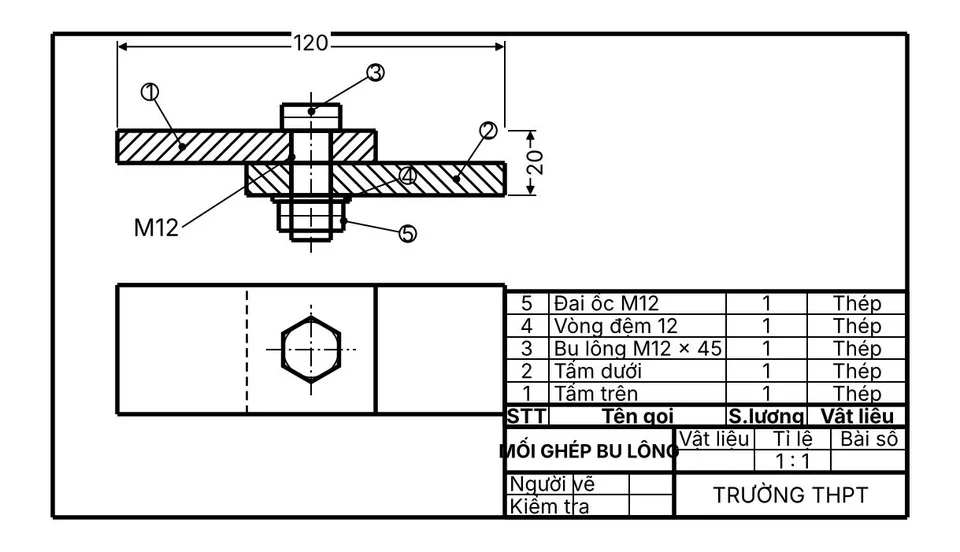 120
3
1
2
20
4
M12
5
5 Đai ốc M12 1 Thép
4 Vòng đệm 12 1 Thép
3 Bu lông M12 × 45 1 Thép
2 Tấm dưới 1 Thép
1 Tấm trên 1 Thép
STT Tên gọi S.lượng Vật liệu
MỐI GHÉP BU LÔNG
Vật liệu Tỉ lệ Bài số
1 : 1
Người vẽ
Kiểm tra
TRƯỜNG THPT